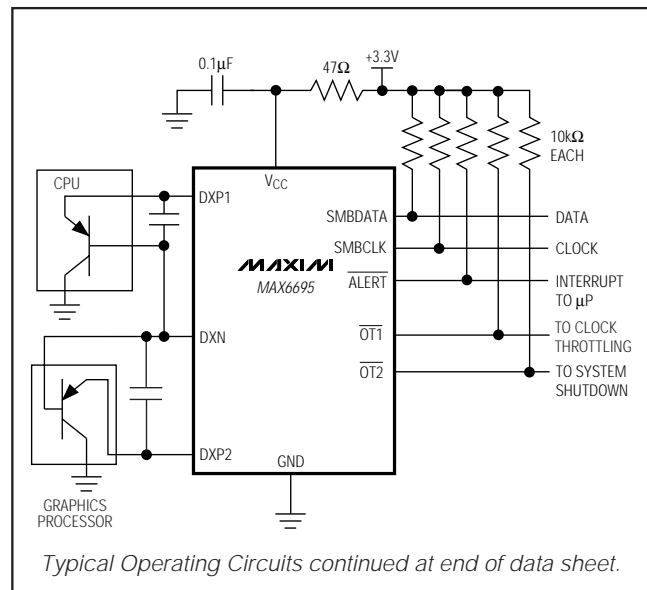 +3.3V
0.1μF
47Ω
10kΩ
EACH
CPU
VCC
DXP1
SMBDATA
DATA
SMBCLK
CLOCK
MAXIM
MAX6695
ALERT
INTERRUPT
TO μP
DXN
OT1
TO CLOCK
THROTTLING
OT2
TO SYSTEM
SHUTDOWN
DXP2
GND
GRAPHICS
PROCESSOR
Typical Operating Circuits continued at end of data sheet.